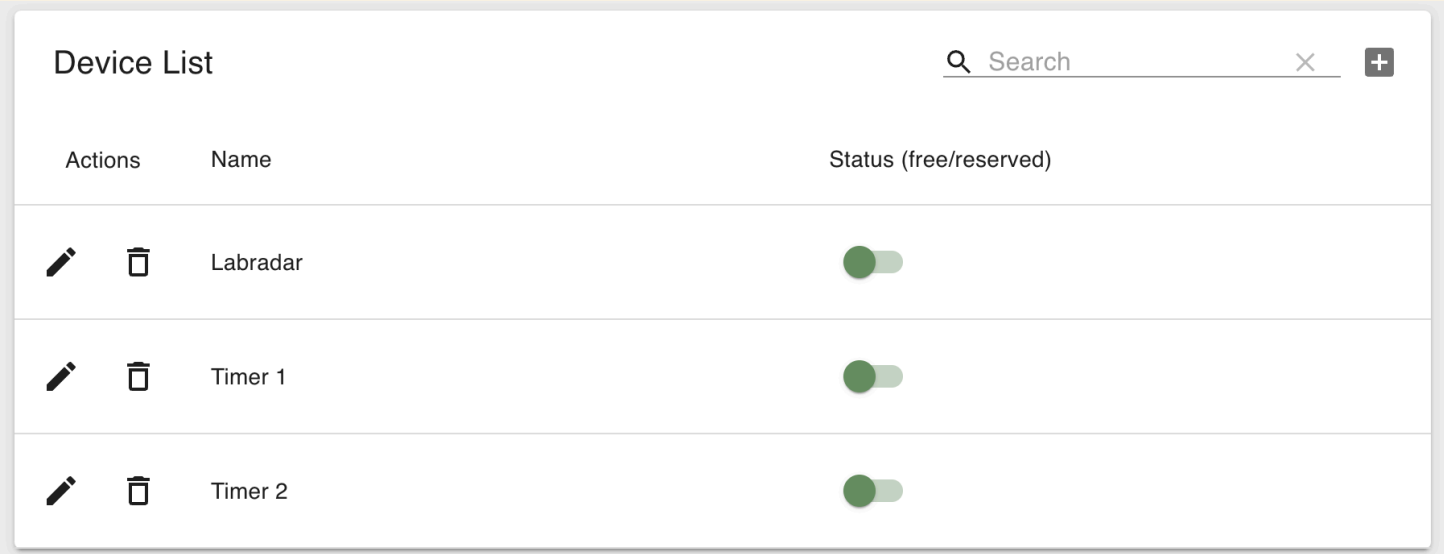 Device List
Search
Actions Name Status (free/reserved)
Labradar
Timer 1
Timer 2